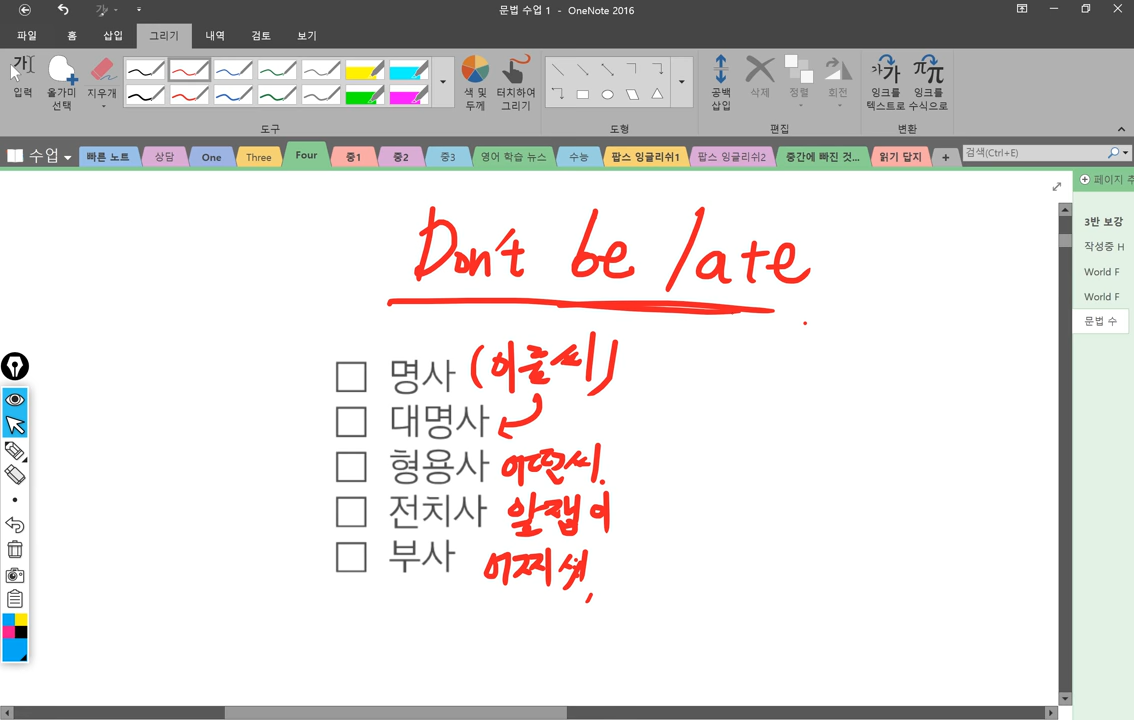 문법 수업 1 - OneNote 2016
파일 홈 삽입 그리기 내역 검토 보기
가 입력
올가미 선택
지우개
색 및 두께
터치하여 그리기
공백 삽입
삭제
정렬
회전
잉크를 텍스트로
잉크를 수식으로
도구 도형 편집 변환
수업 빠른 노트 상담 One Three Four 중1 중2 중3 영어 학습 뉴스 수능 팝스 잉글리쉬1 팝스 잉글리쉬2 중간에 빠진 것... 읽기 답지 + 검색(Ctrl+E)
페이지 추
3반 보강
작성중 H
World F
World F
문법 수
Don't be late
명사 (이름씨)
대명사
형용사 어떤씨.
전치사
부사